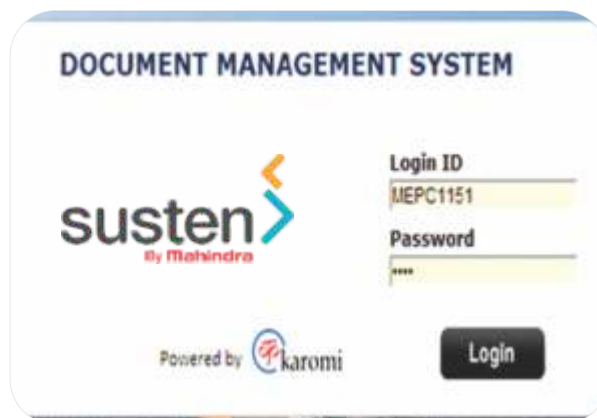 DOCUMENT MANAGEMENT SYSTEM
Login ID
MEPC1151
susten
By Mahindra
Password
••••
Powered by karomi
Login